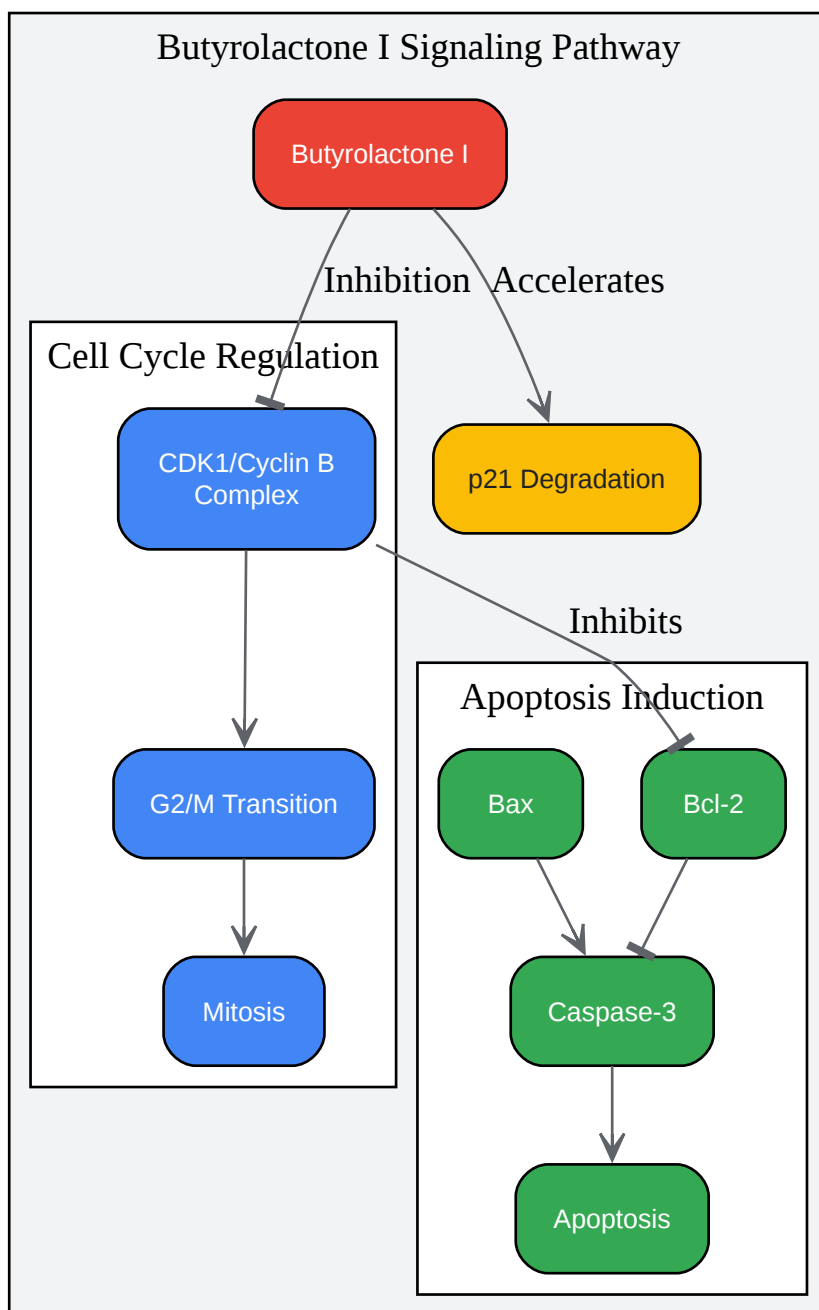 Butyrolactone I Signaling Pathway
Butyrolactone I
Inhibition
Accelerates
Cell Cycle Regulation
CDK1/Cyclin B
Complex
p21 Degradation
Inhibits
Apoptosis Induction
G2/M Transition
Bax
Bcl-2
Mitosis
Caspase-3
Apoptosis